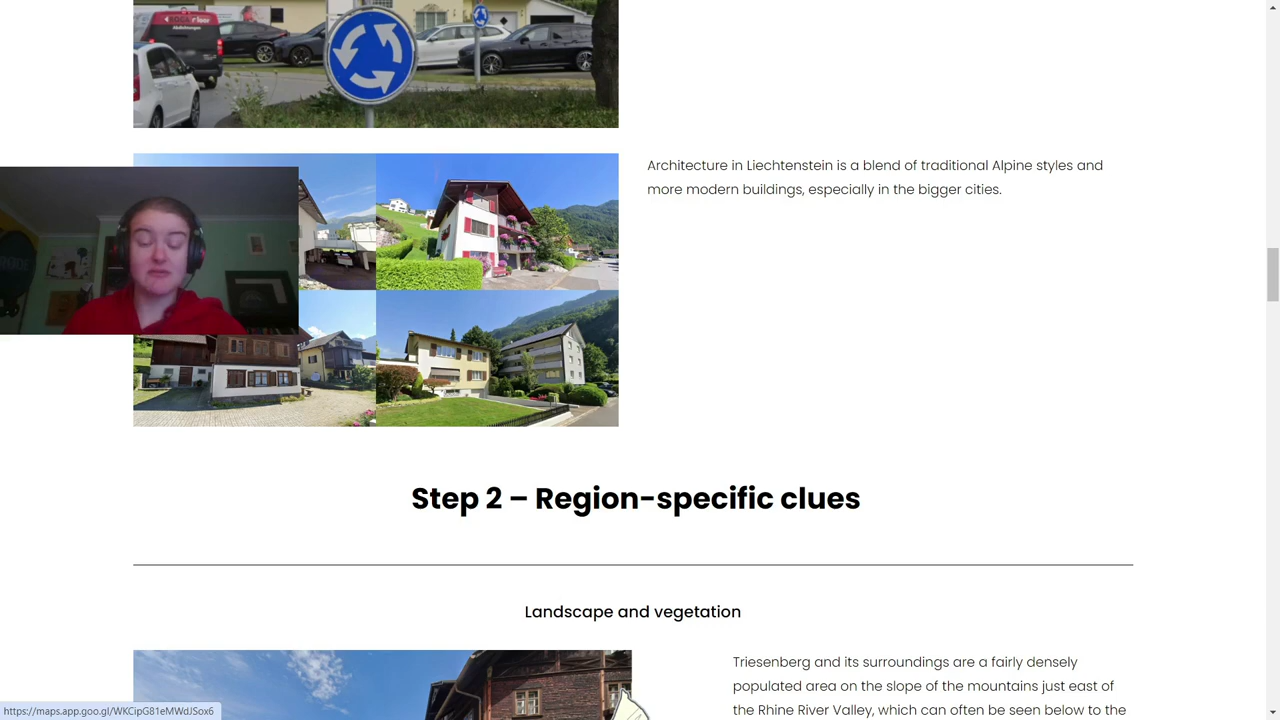 Architecture in Liechtenstein is a blend of traditional Alpine styles and
more modern buildings, especially in the bigger cities.
Step 2 – Region-specific clues
Landscape and vegetation
Triesenberg and its surroundings are a fairly densely
populated area on the slope of the mountains just east of
the Rhine River Valley, which can often be seen below to the
https://maps.app.goo.gl/WKCipG81eMWdJSox6